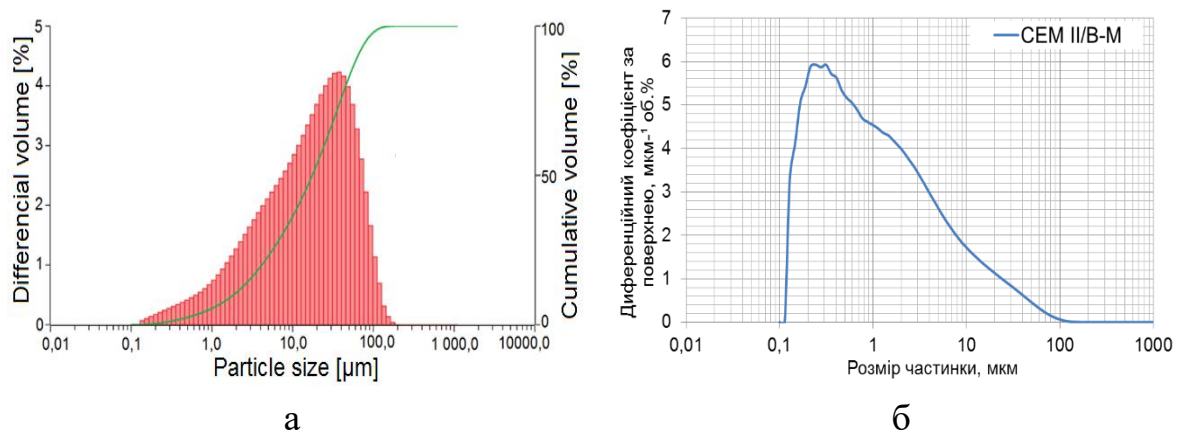 Differencial volume [%]
5
4
3
2
1
0
100
50
0
Cumulative volume [%]
0,01 0,1 1,0 10,0 100,0 1 000,0 10000,0
Particle size [µm]
а
Диференційний коефіцієнт за
поверхнею, мкм-¹ об.%
7
6
5
4
3
2
1
0
CEM II/B-M
0,01 0,1 1 10 100 1000
Розмір частинки, мкм
б